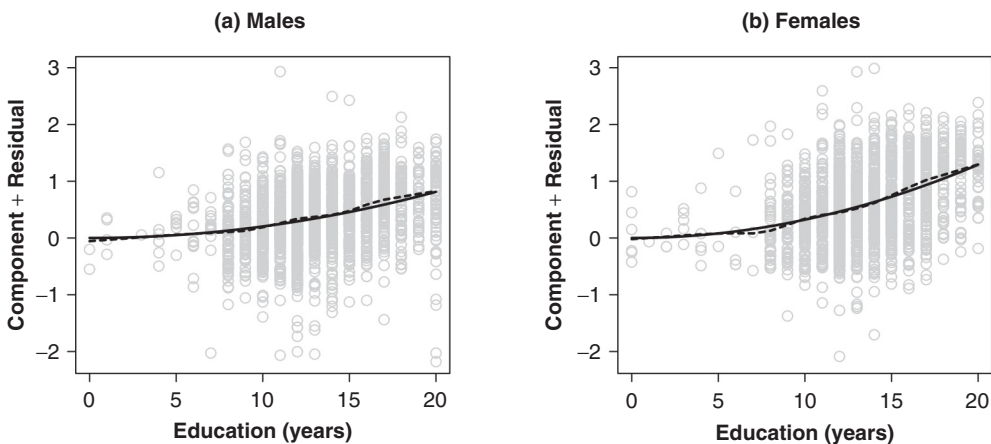 (a) Males
3
2
1
0
−1
−2
Component + Residual
0 5 10 15 20
Education (years)
(b) Females
3
2
1
0
−1
−2
Component + Residual
0 5 10 15 20
Education (years)